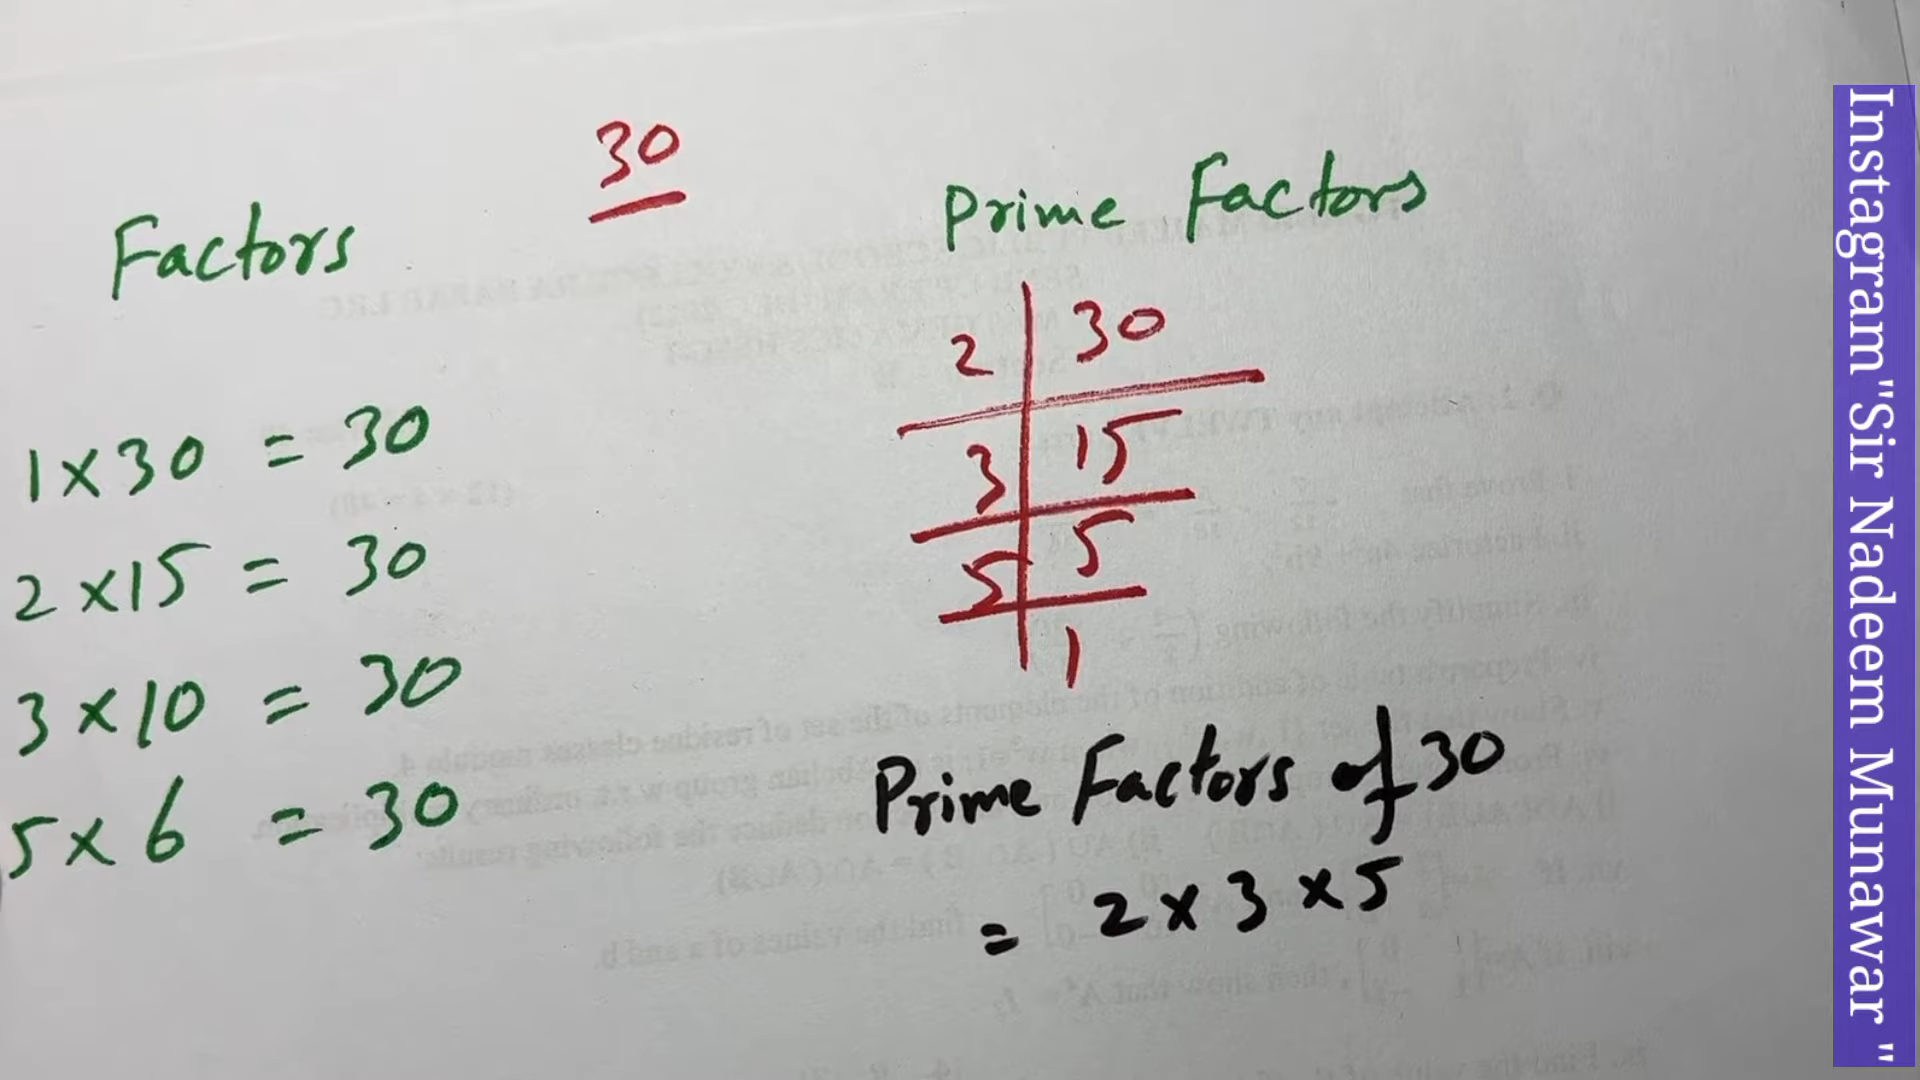 30
Factors
1 x 30 = 30
2 x 15 = 30
3 x 10 = 30
5 x 6 = 30
Prime Factors
2 | 30
3 | 15
5 | 5
1
Prime Factors of 30
= 2 x 3 x 5
Instagram"Sir Nadeem Munawar "